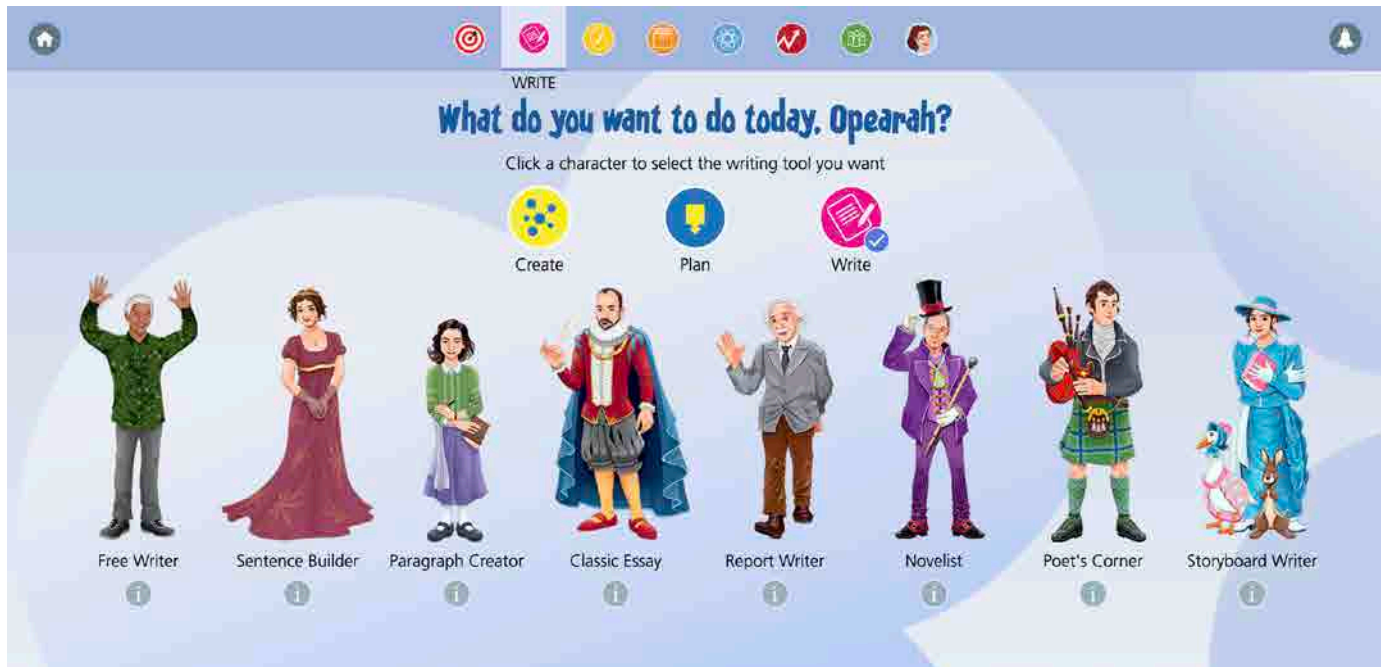 WRITE
What do you want to do today, Opearah?
Click a character to select the writing tool you want
Create Plan Write
Free Writer Sentence Builder Paragraph Creator Classic Essay Report Writer Novelist Poet's Corner Storyboard Writer
i i i i i i i i